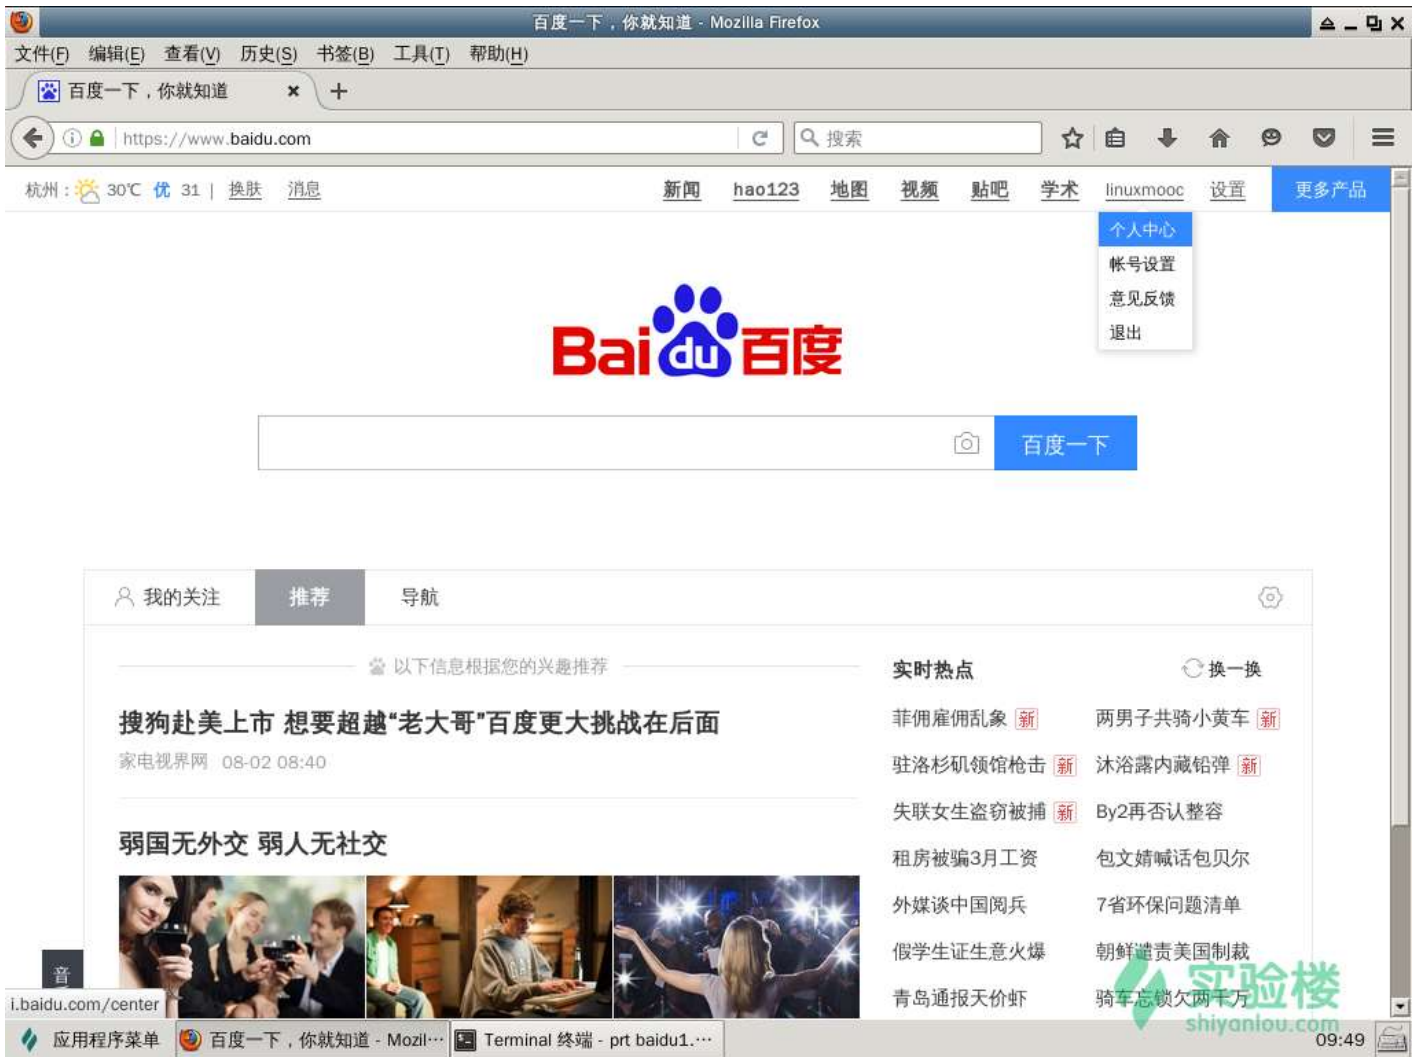 百度一下，你就知道 - Mozilla Firefox
文件(F) 编辑(E) 查看(V) 历史(S) 书签(B) 工具(T) 帮助(H)
百度一下，你就知道
https://www.baidu.com 搜索
杭州： 30℃ 优 31 | 换肤 消息 新闻 hao123 地图 视频 贴吧 学术 linuxmooc 设置 更多产品
个人中心
帐号设置
意见反馈
退出
Bai du 百度
百度一下
我的关注 推荐 导航
以下信息根据您的兴趣推荐
搜狗赴美上市 想要超越“老大哥”百度更大挑战在后面
家电视界网 08-02 08:40
弱国无外交 弱人无社交
实时热点 换一换
菲佣雇佣乱象 新 两男子共骑小黄车 新
驻洛杉矶领馆枪击 新 沐浴露内藏铅弹 新
失联女生盗窃被捕 新 By2再否认整容
租房被骗3月工资 包文婧喊话包贝尔
外媒谈中国阅兵 7省环保问题清单
假学生证生意火爆 朝鲜谴责美国制裁
青岛通报天价虾 骑车忘锁欠两千万
音
i.baidu.com/center
实验楼
shiyanlou.com
应用程序菜单 百度一下，你就知道 - Mozil··· Terminal 终端 - prt baidu1.··· 09:49